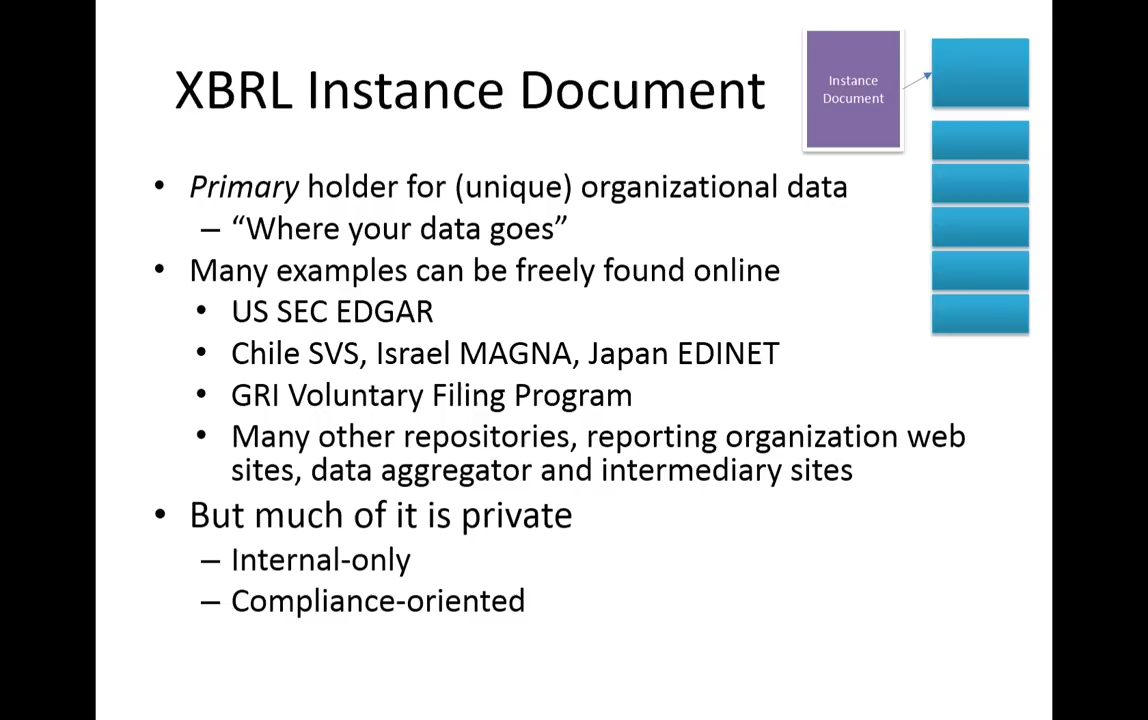 XBRL Instance Document
Instance
Document
• Primary holder for (unique) organizational data
– “Where your data goes”
• Many examples can be freely found online
• US SEC EDGAR
• Chile SVS, Israel MAGNA, Japan EDINET
• GRI Voluntary Filing Program
• Many other repositories, reporting organization web
sites, data aggregator and intermediary sites
• But much of it is private
– Internal-only
– Compliance-oriented